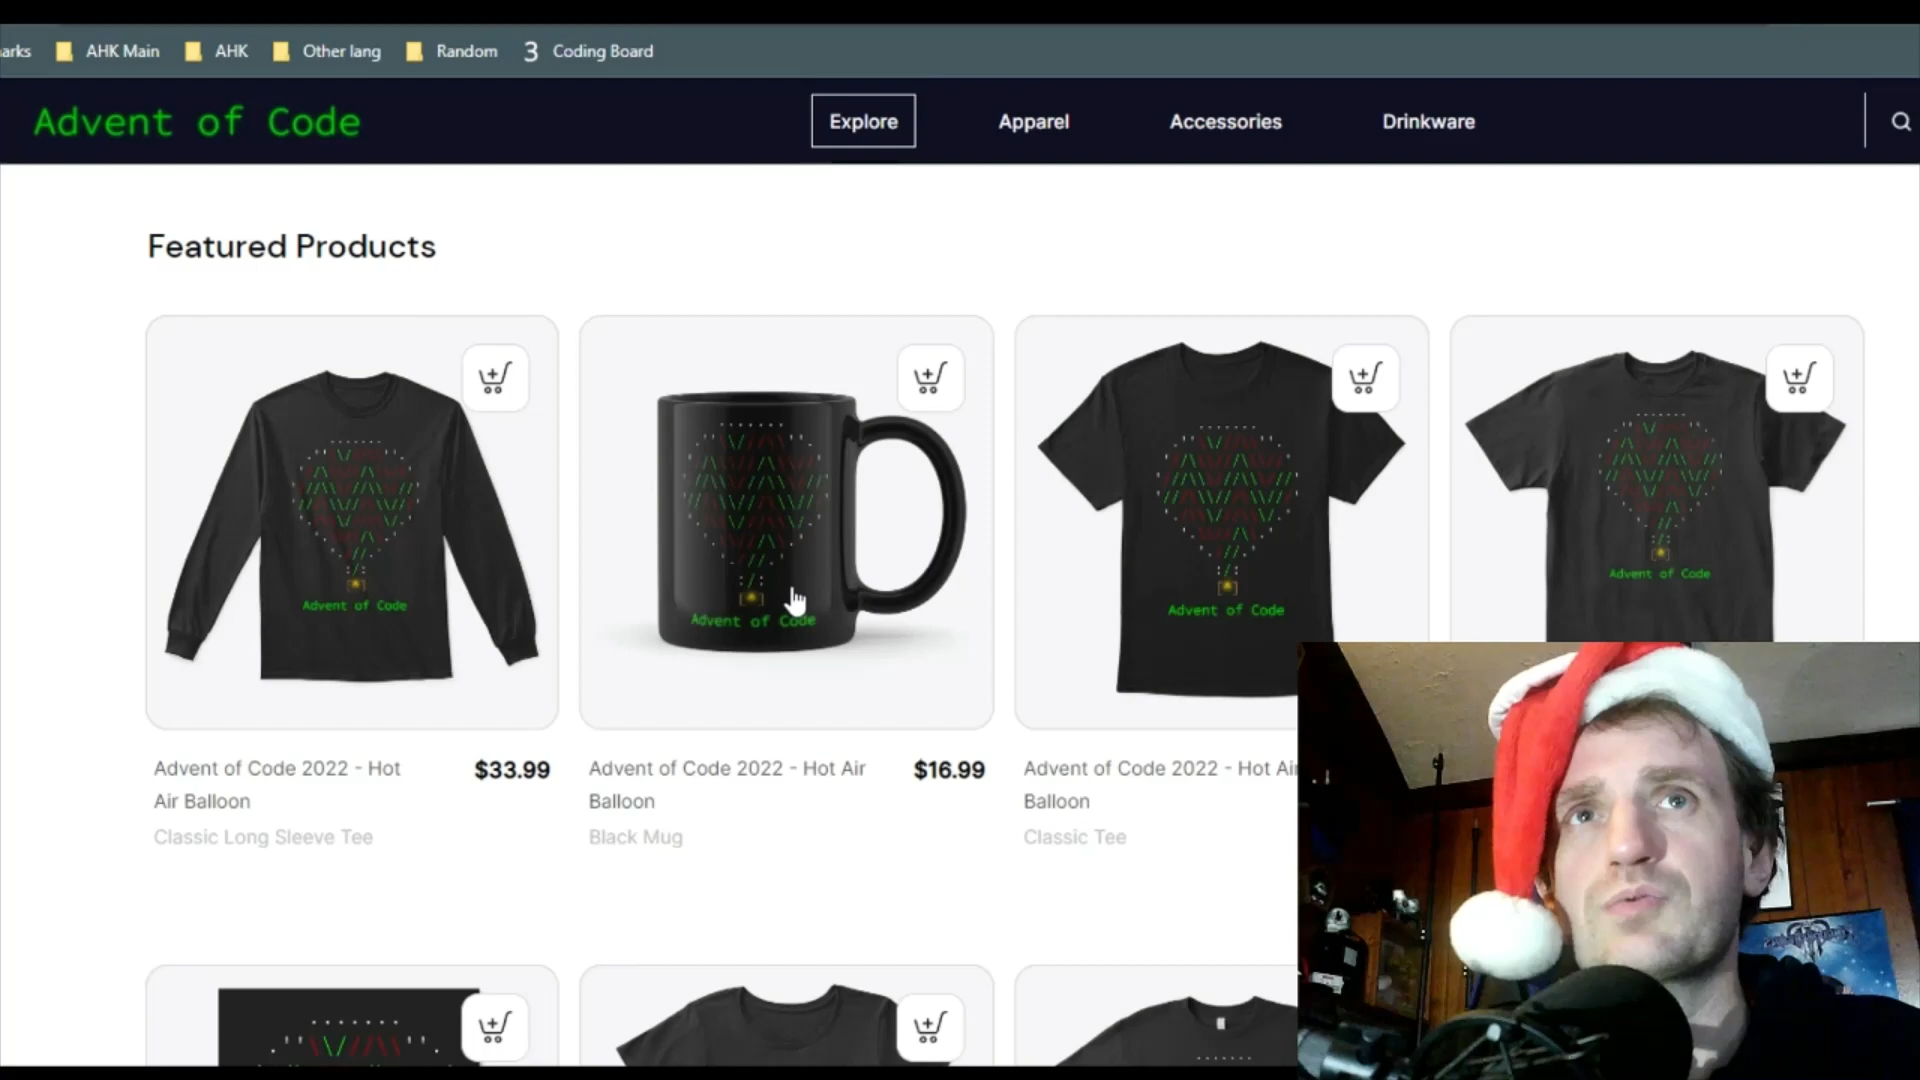 arks AHK Main AHK Other lang Random 3 Coding Board
Advent of Code Explore Apparel Accessories Drinkware
Featured Products
Advent of Code
Advent of Code
Advent of Code
Advent of Code
Advent of Code 2022 - Hot
Air Balloon
$33.99
Classic Long Sleeve Tee
Advent of Code 2022 - Hot Air
Balloon
$16.99
Black Mug
Advent of Code 2022 - Hot Air
Balloon
Classic Tee